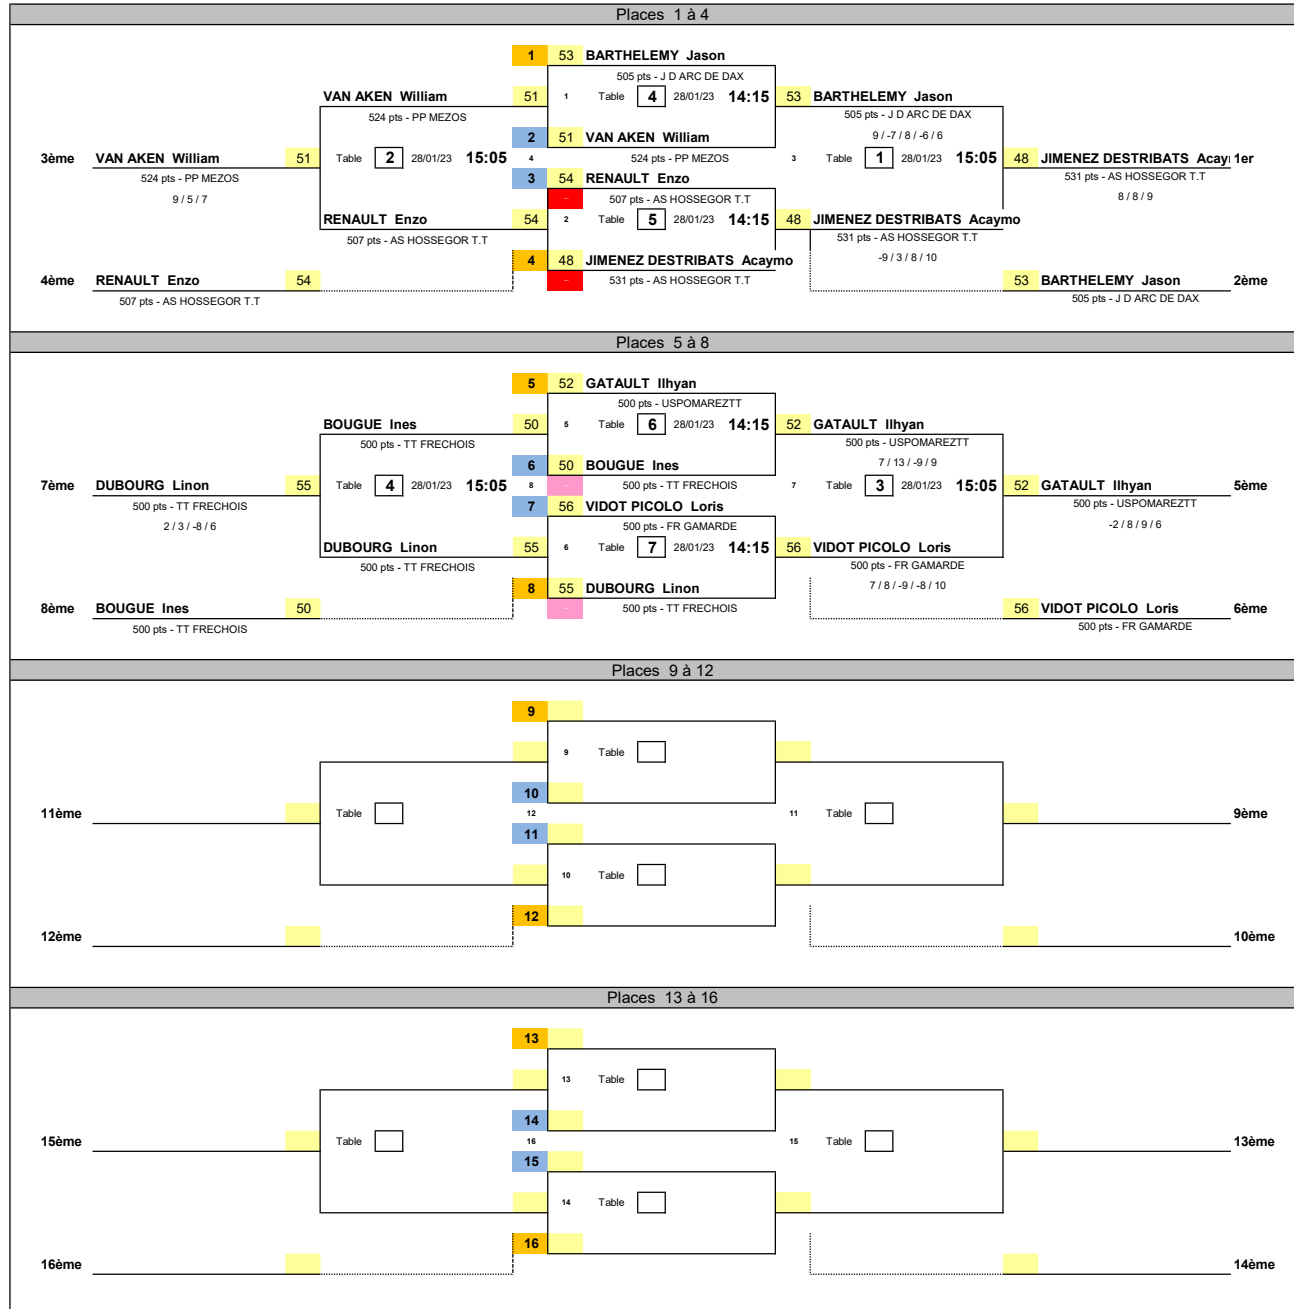 Places 1 à 4
1 53 BARTHELEMY Jason
505 pts - J D ARC DE DAX
VAN AKEN William 51 1 Table 4 28/01/23 14:15 53 BARTHELEMY Jason
524 pts - PP MEZOS 505 pts - J D ARC DE DAX
2 51 VAN AKEN William 9 / -7 / 8 / -6 / 6
3ème VAN AKEN William 51 Table 2 28/01/23 15:05 4 524 pts - PP MEZOS 3 Table 1 28/01/23 15:05 48 JIMENEZ DESTRIBATS Acay 1er
524 pts - PP MEZOS 3 54 RENAULT Enzo 531 pts - AS HOSSEGOR T.T
9 / 5 / 7 – 507 pts - AS HOSSEGOR T.T 8 / 8 / 9
RENAULT Enzo 54 2 Table 5 28/01/23 14:15 48 JIMENEZ DESTRIBATS Acaymo
507 pts - AS HOSSEGOR T.T 531 pts - AS HOSSEGOR T.T
4 48 JIMENEZ DESTRIBATS Acaymo -9 / 3 / 8 / 10
4ème RENAULT Enzo 54 – 531 pts - AS HOSSEGOR T.T 53 BARTHELEMY Jason 2ème
507 pts - AS HOSSEGOR T.T 505 pts - J D ARC DE DAX
Places 5 à 8
5 52 GATAULT Ilhyan
500 pts - USPOMAREZTT
BOUGUE Ines 50 5 Table 6 28/01/23 14:15 52 GATAULT Ilhyan
500 pts - TT FRECHOIS 500 pts - USPOMAREZTT
6 50 BOUGUE Ines 7 / 13 / -9 / 9
7ème DUBOURG Linon 55 Table 4 28/01/23 15:05 8 – 500 pts - TT FRECHOIS 7 Table 3 28/01/23 15:05 52 GATAULT Ilhyan 5ème
500 pts - TT FRECHOIS 7 56 VIDOT PICOLO Loris 500 pts - USPOMAREZTT
2 / 3 / -8 / 6 500 pts - FR GAMARDE -2 / 8 / 9 / 6
DUBOURG Linon 55 6 Table 7 28/01/23 14:15 56 VIDOT PICOLO Loris
500 pts - TT FRECHOIS 500 pts - FR GAMARDE
8 55 DUBOURG Linon 7 / 8 / -9 / -8 / 10
8ème BOUGUE Ines 50 – 500 pts - TT FRECHOIS 56 VIDOT PICOLO Loris 6ème
500 pts - TT FRECHOIS 500 pts - FR GAMARDE
Places 9 à 12
9
9 Table
10
11ème Table 12 11 Table 9ème
11
10 Table
12
12ème 10ème
Places 13 à 16
13
13 Table
14
15ème Table 16 15 Table 13ème
15
14 Table
16
16ème 14ème